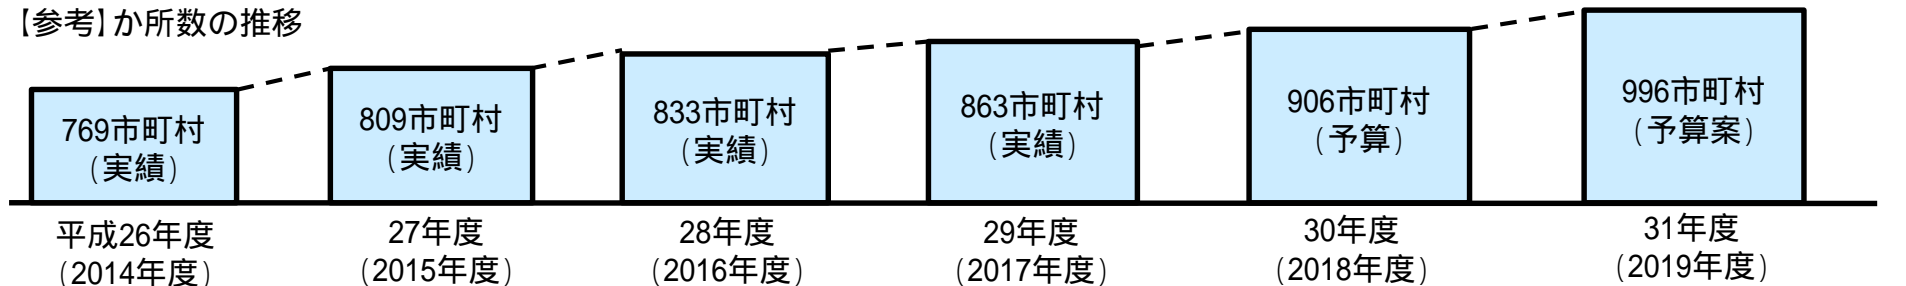 【参考】か所数の推移
769市町村
(実績)
809市町村
(実績)
833市町村
(実績)
863市町村
(実績)
906市町村
(予算)
996市町村
(予算案)
平成26年度
(2014年度)
27年度
(2015年度)
28年度
(2016年度)
29年度
(2017年度)
30年度
(2018年度)
31年度
(2019年度)